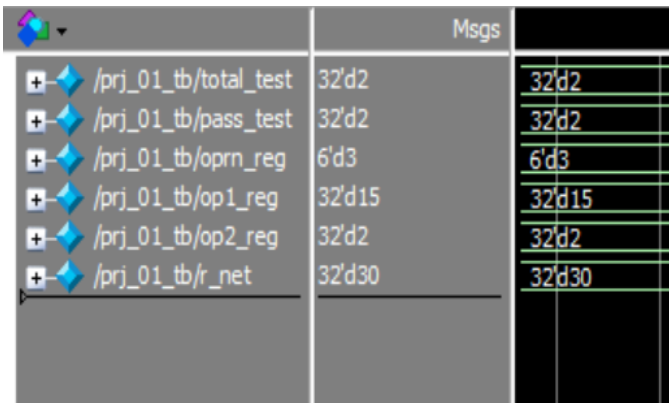 Msgs
/prj_01_tb/total_test 32'd2 32'd2
/prj_01_tb/pass_test 32'd2 32'd2
/prj_01_tb/oprn_reg 6'd3 6'd3
/prj_01_tb/op1_reg 32'd15 32'd15
/prj_01_tb/op2_reg 32'd2 32'd2
/prj_01_tb/r_net 32'd30 32'd30